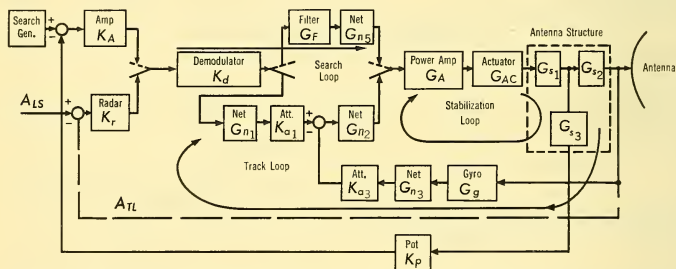 Search Gen.
+
−
Amp K_A
Filter G_F
Net G_n5
Search Loop
Demodulator K_d
Power Amp G_A
Actuator G_AC
Antenna Structure
G_s1
G_s2
G_s3
Antenna
A_LS
+
−
Radar K_r
Net G_n1
Att. K_a1
+
−
Net G_n2
Stabilization Loop
Track Loop
Att. K_a3
Net G_n3
Gyro G_g
A_TL
Pot K_p